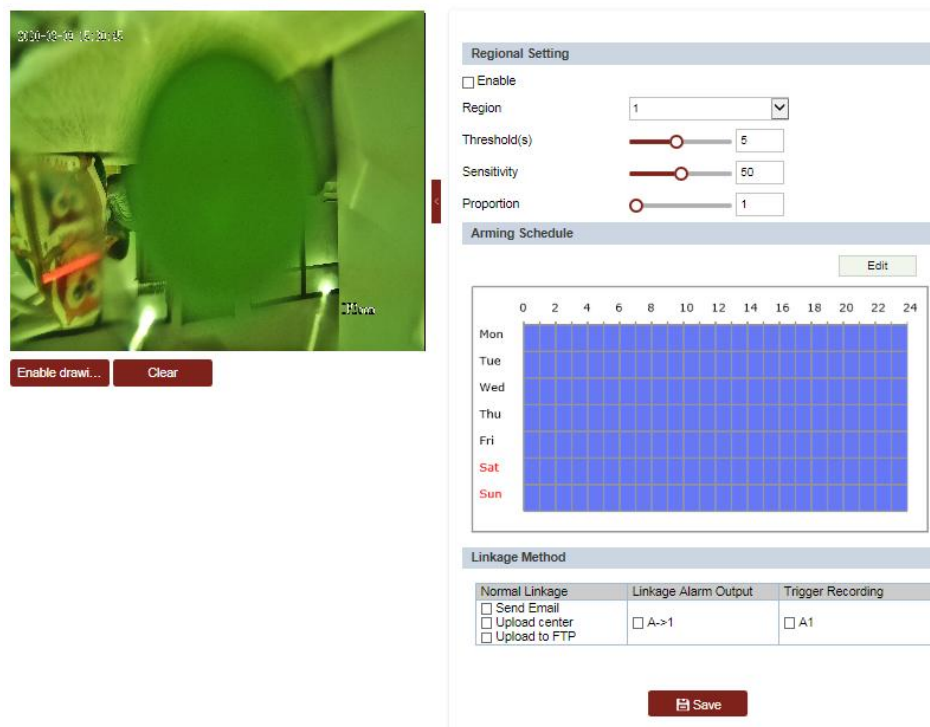 Regional Setting
Enable
Region 1
Threshold(s) 5
Sensitivity 50
Proportion 1
Arming Schedule
Edit
0 2 4 6 8 10 12 14 16 18 20 22 24
Mon
Tue
Wed
Thu
Fri
Sat
Sun
Enable drawi... Clear
Linkage Method
Normal Linkage Linkage Alarm Output Trigger Recording
Send Email
Upload center A->1 A1
Upload to FTP
Save